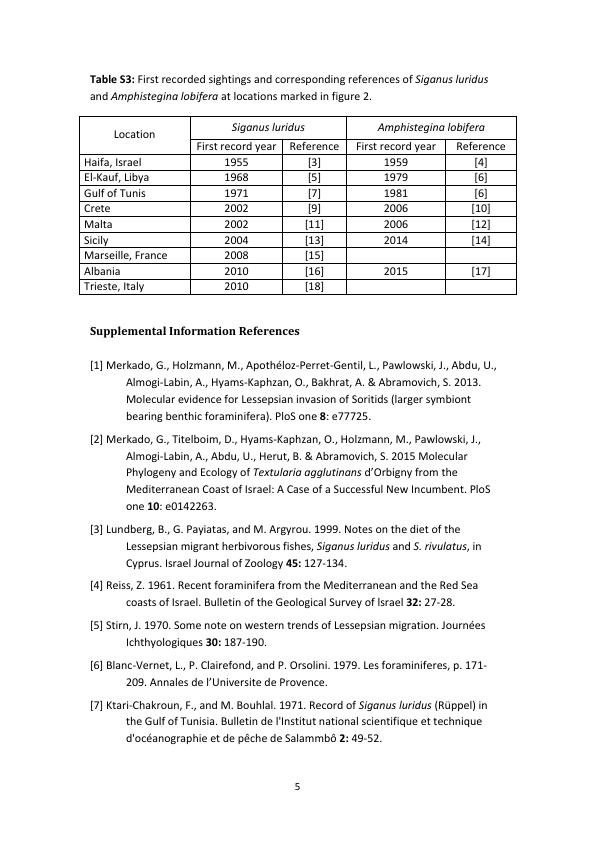 Table S3: First recorded sightings and corresponding references of Siganus luridus
and Amphistegina lobifera at locations marked in figure 2.
Location Siganus luridus Amphistegina lobifera
First record year Reference First record year Reference
Haifa, Israel 1955 [3] 1959 [4]
El-Kauf, Libya 1968 [5] 1979 [6]
Gulf of Tunis 1971 [7] 1981 [6]
Crete 2002 [9] 2006 [10]
Malta 2002 [11] 2006 [12]
Sicily 2004 [13] 2014 [14]
Marseille, France 2008 [15]
Albania 2010 [16] 2015 [17]
Trieste, Italy 2010 [18]
Supplemental Information References
[1] Merkado, G., Holzmann, M., Apothéloz-Perret-Gentil, L., Pawlowski, J., Abdu, U.,
Almogi-Labin, A., Hyams-Kaphzan, O., Bakhrat, A. & Abramovich, S. 2013.
Molecular evidence for Lessepsian invasion of Soritids (larger symbiont
bearing benthic foraminifera). PloS one 8: e77725.
[2] Merkado, G., Titelboim, D., Hyams-Kaphzan, O., Holzmann, M., Pawlowski, J.,
Almogi-Labin, A., Abdu, U., Herut, B. & Abramovich, S. 2015 Molecular
Phylogeny and Ecology of Textularia agglutinans d’Orbigny from the
Mediterranean Coast of Israel: A Case of a Successful New Incumbent. PloS
one 10: e0142263.
[3] Lundberg, B., G. Payiatas, and M. Argyrou. 1999. Notes on the diet of the
Lessepsian migrant herbivorous fishes, Siganus luridus and S. rivulatus, in
Cyprus. Israel Journal of Zoology 45: 127-134.
[4] Reiss, Z. 1961. Recent foraminifera from the Mediterranean and the Red Sea
coasts of Israel. Bulletin of the Geological Survey of Israel 32: 27-28.
[5] Stirn, J. 1970. Some note on western trends of Lessepsian migration. Journées
Ichthyologiques 30: 187-190.
[6] Blanc-Vernet, L., P. Clairefond, and P. Orsolini. 1979. Les foraminiferes, p. 171-
209. Annales de l’Universite de Provence.
[7] Ktari-Chakroun, F., and M. Bouhlal. 1971. Record of Siganus luridus (Rüppel) in
the Gulf of Tunisia. Bulletin de l'Institut national scientifique et technique
d'océanographie et de pêche de Salammbô 2: 49-52.
5